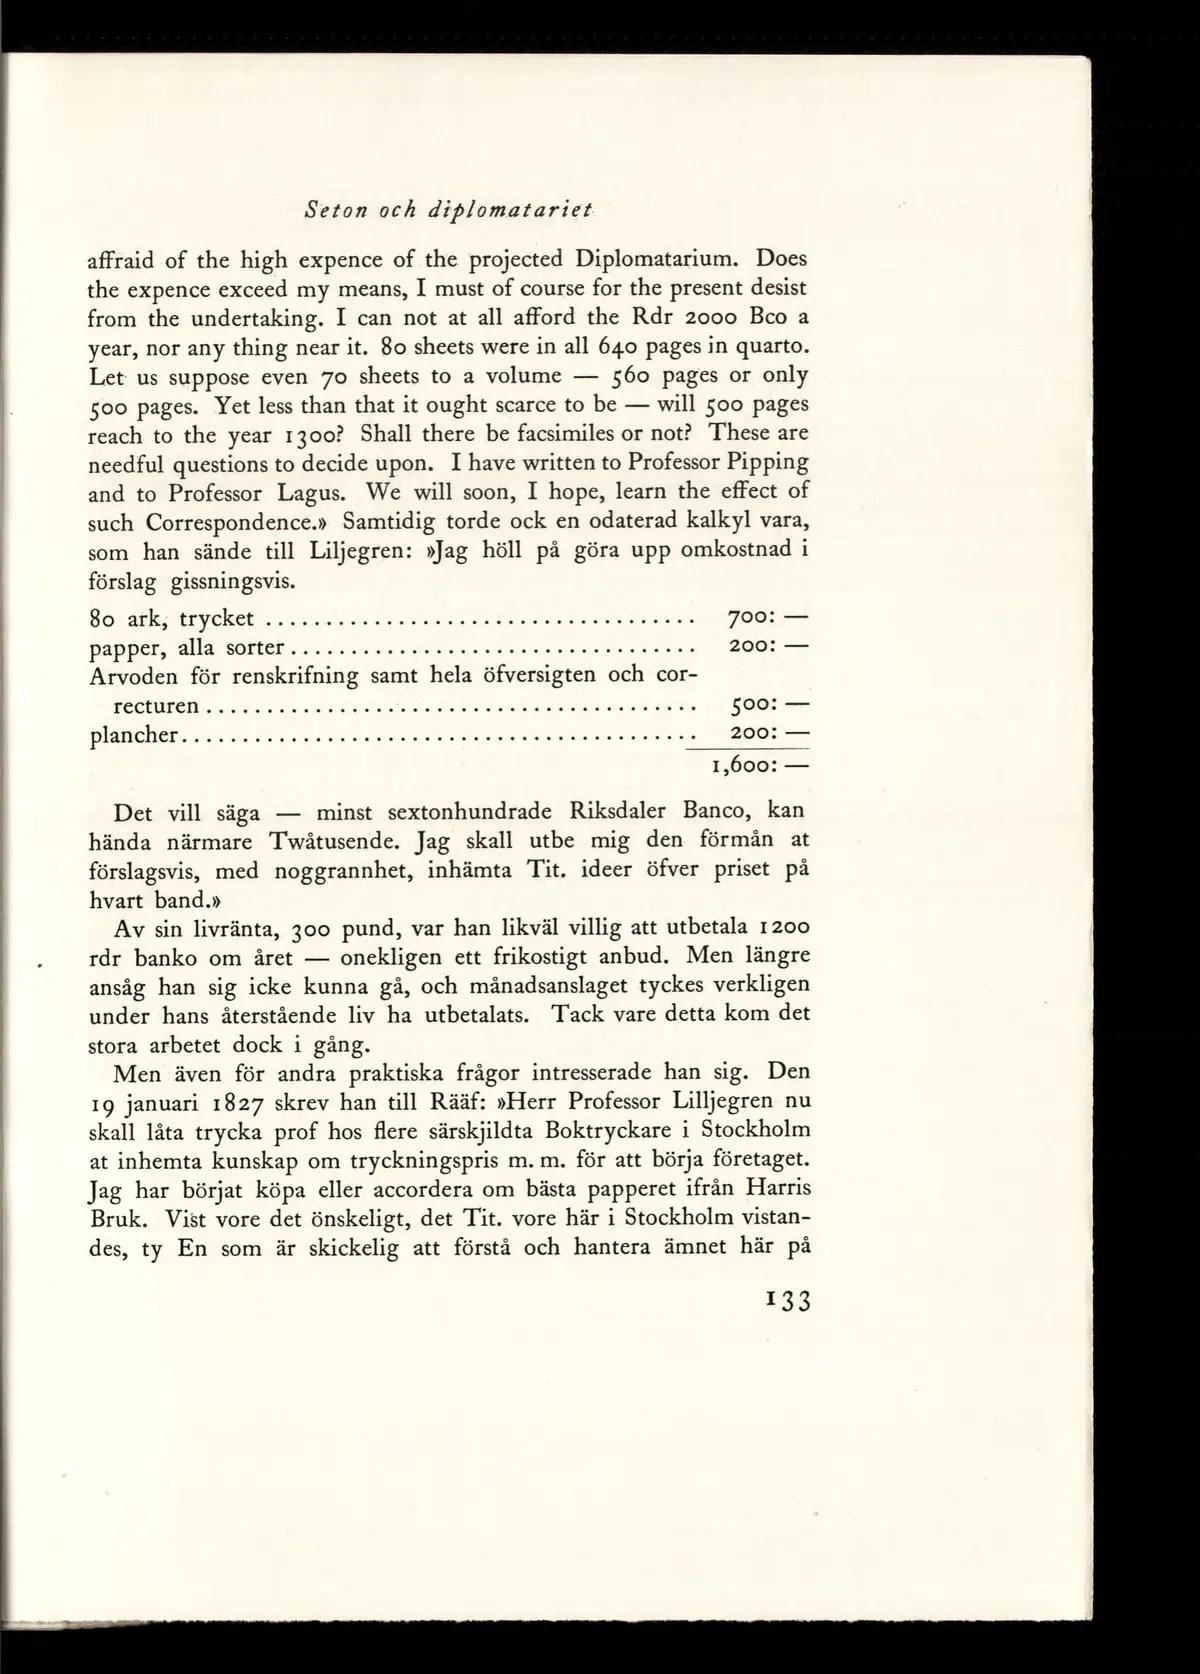 Seton och diplomatariet
affraid of the high expence of the projected Diplomatarium. Does
the expence exceed my means, I must of course for the present desist
from the undertaking. I can not at all afford the Rdr 2000 Bco a
year, nor any thing near it. 80 sheets were in all 640 pages in quarto.
Let us suppose even 70 sheets to a volume — 560 pages or only
500 pages. Yet less than that it ought scarce to be — will 500 pages
reach to the year 1300? Shall there be facsimiles or not? These are
needful questions to decide upon. I have written to Professor Pipping
and to Professor Lagus. We will soon, I hope, learn the effect of
such Correspondence.» Samtidig torde ock en odaterad kalkyl vara,
som han sände till Liljegren: »Jag höll på göra upp omkostnad i
förslag gissningsvis.
80 ark, trycket .................................... 700: —
papper, alla sorter .................................. 200: —
Arvoden för renskrifning samt hela öfversigten och cor-
recturen ......................................... 500: —
plancher ........................................... 200: —
1,600: —
Det vill säga — minst sextonhundrade Riksdaler Banco, kan
hända närmare Twåtusende. Jag skall utbe mig den förmån at
förslagsvis, med noggrannhet, inhämta Tit. ideer öfver priset på
hvart band.»
Av sin livränta, 300 pund, var han likväl villig att utbetala 1200
rdr banko om året — onekligen ett frikostigt anbud. Men längre
ansåg han sig icke kunna gå, och månadsanslaget tyckes verkligen
under hans återstående liv ha utbetalats. Tack vare detta kom det
stora arbetet dock i gång.
Men även för andra praktiska frågor intresserade han sig. Den
19 januari 1827 skrev han till Rääf: »Herr Professor Lilljegren nu
skall låta trycka prof hos flere särskjildta Boktryckare i Stockholm
at inhemta kunskap om tryckningspris m. m. för att börja företaget.
Jag har börjat köpa eller accordera om bästa papperet ifrån Harris
Bruk. Vist vore det önskeligt, det Tit. vore här i Stockholm vistan-
des, ty En som är skickelig att förstå och hantera ämnet här på
133